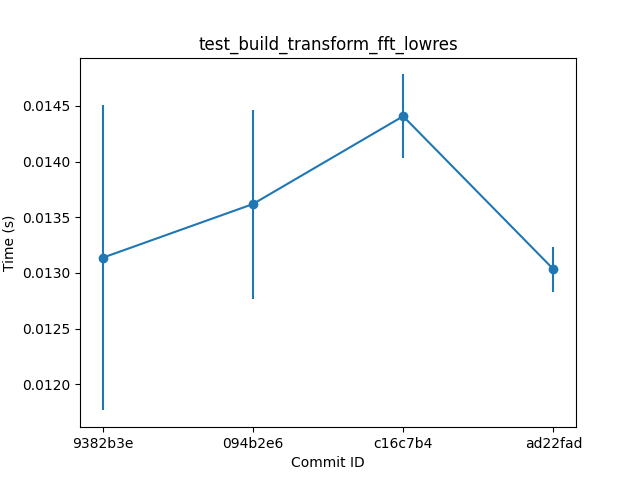 test_build_transform_fft_lowres
0.0145
0.0140
0.0135
0.0130
0.0125
0.0120
Time (s)
9382b3e 094b2e6 c16c7b4 ad22fad
Commit ID